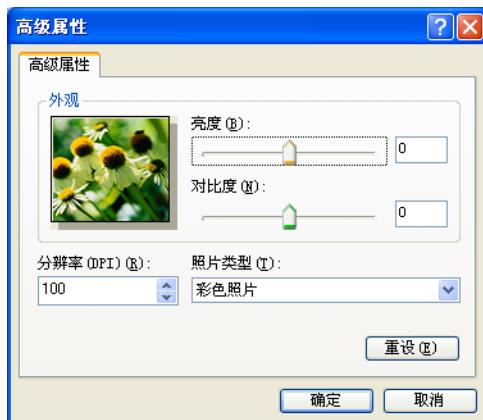 高级属性
高级属性
外观
亮度(B):
0
对比度(N):
0
分辨率(DPI)(R):
照片类型(T):
100
彩色照片
重设(E)
确定
取消